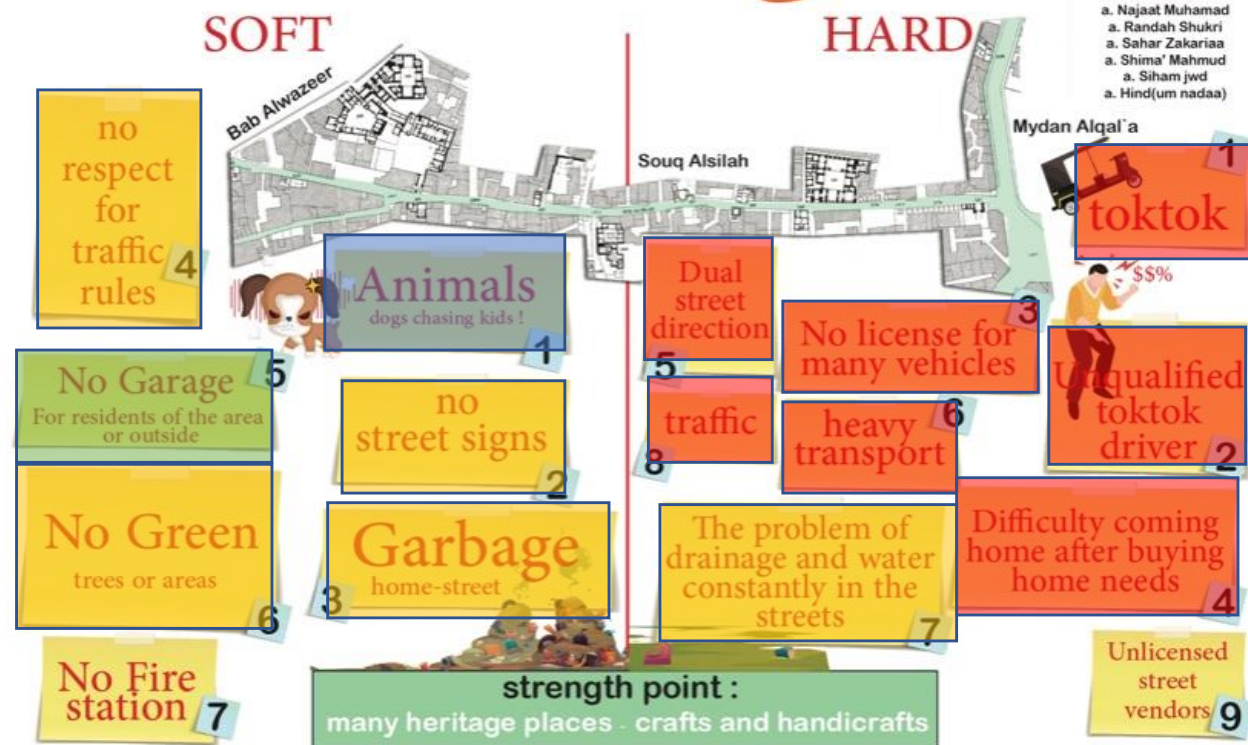 SOFT
HARD
a. Najaat Muhamad
a. Randah Shukri
a. Sahar Zakariaa
a. Shima' Mahmud
a. Siham jwd
a. Hind(um nadaa)
Bab Alwazeer
Souq Alsilah
Mydan Alqal'a
no
respect
for
traffic
rules
4
Animals
dogs chasing kids !
1
No Garage
For residents of the area
or outside
5
no
street signs
2
No Green
trees or areas
6
Garbage
home-street
3
No Fire
station
7
toktok
1
$$%
Dual
street
direction
5
No license for
many vehicles
3
Unqualified
toktok
driver
2
traffic
8
heavy
transport
6
The problem of
drainage and water
constantly in the
streets
7
Difficulty coming
home after buying
home needs
4
Unlicensed
street
vendors
9
strength point :
many heritage places - crafts and handicrafts